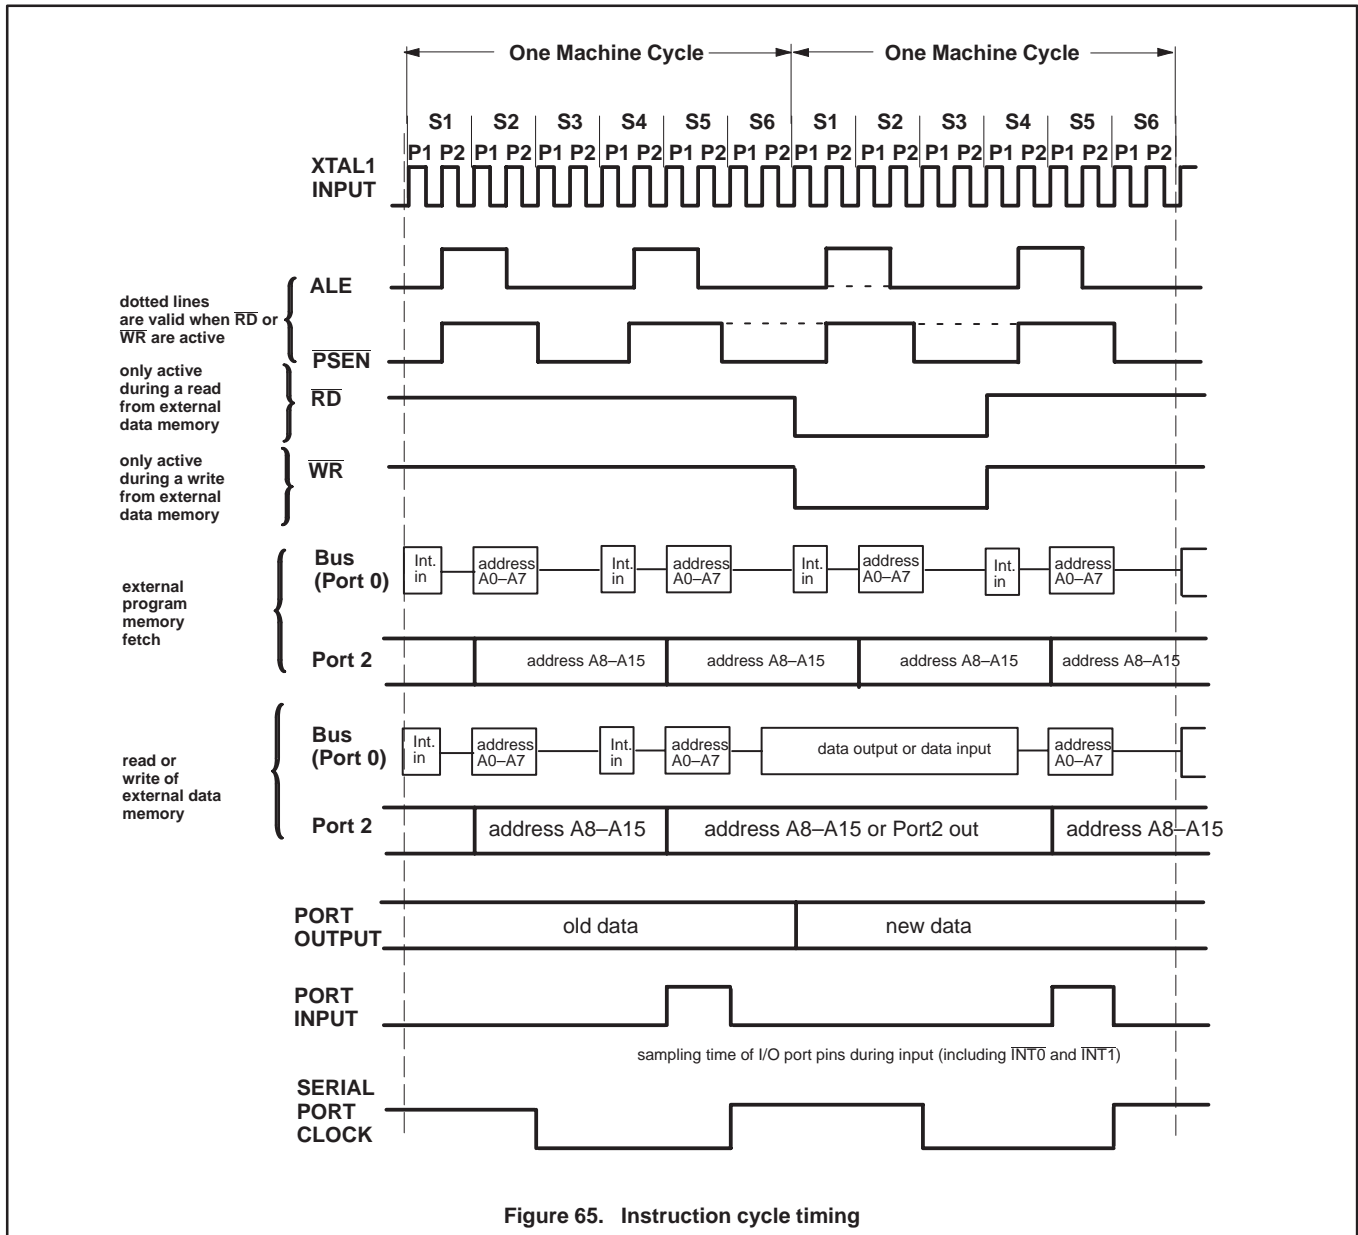 One Machine Cycle One Machine Cycle
S1 S2 S3 S4 S5 S6 S1 S2 S3 S4 S5 S6
P1 P2 P1 P2 P1 P2 P1 P2 P1 P2 P1 P2 P1 P2 P1 P2 P1 P2 P1 P2 P1 P2 P1 P2
XTAL1
INPUT
ALE
dotted lines
are valid when RD or
WR are active
PSEN
only active
during a read
from external
data memory
RD
only active
during a write
from external
data memory
WR
external
program
memory
fetch
Bus
(Port 0)
Int.
in
address
A0–A7
Int.
in
address
A0–A7
Int.
in
address
A0–A7
Int.
in
address
A0–A7
Port 2
address A8–A15 address A8–A15 address A8–A15 address A8–A15
read or
write of
external data
memory
Bus
(Port 0)
Int.
in
address
A0–A7
Int.
in
address
A0–A7
data output or data input
address
A0–A7
Port 2
address A8–A15 address A8–A15 or Port2 out address A8–A15
PORT
OUTPUT
old data new data
PORT
INPUT
sampling time of I/O port pins during input (including INT0 and INT1)
SERIAL
PORT
CLOCK
Figure 65. Instruction cycle timing